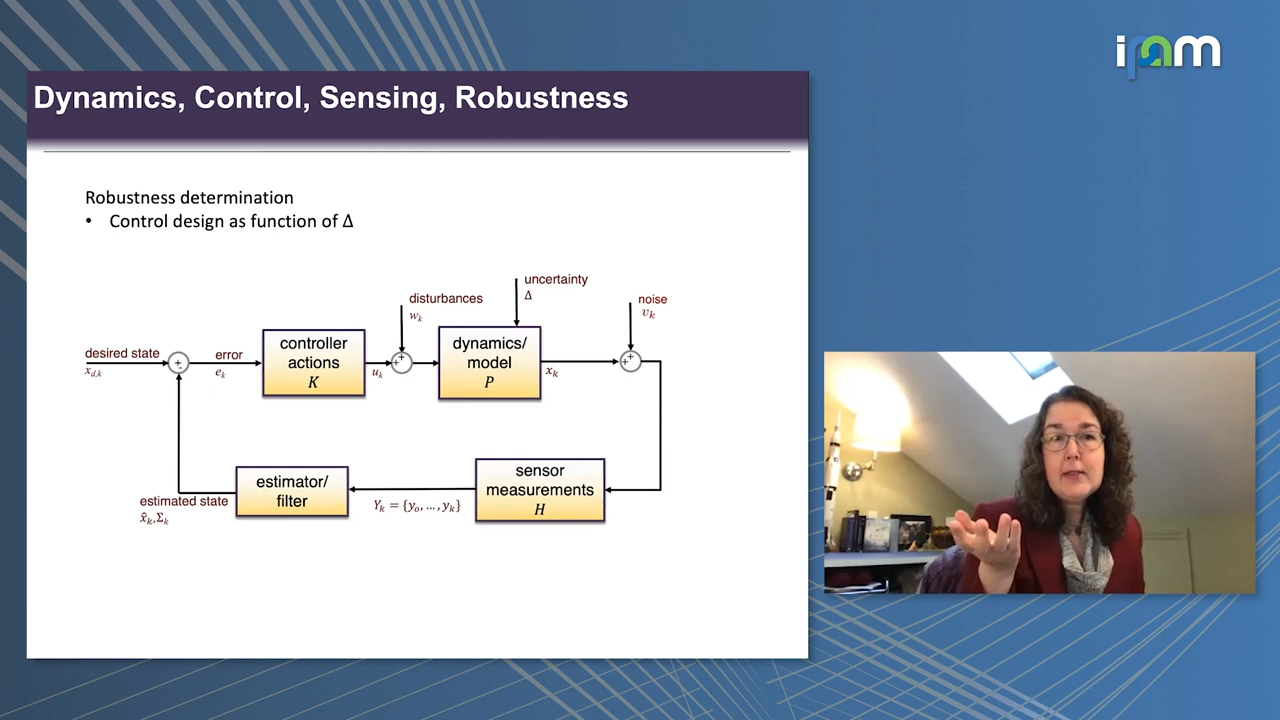 ipam
Dynamics, Control, Sensing, Robustness
Robustness determination
• Control design as function of Δ
uncertainty
Δ
disturbances
w_k
noise
v_k
desired state
x_{d,k}
+
-
error
e_k
controller
actions
K
u_k
+
+
dynamics/
model
P
x_k
+
+
estimated state
x̂_k, Σ_k
estimator/
filter
Y_k = {y_o, ..., y_k}
sensor
measurements
H